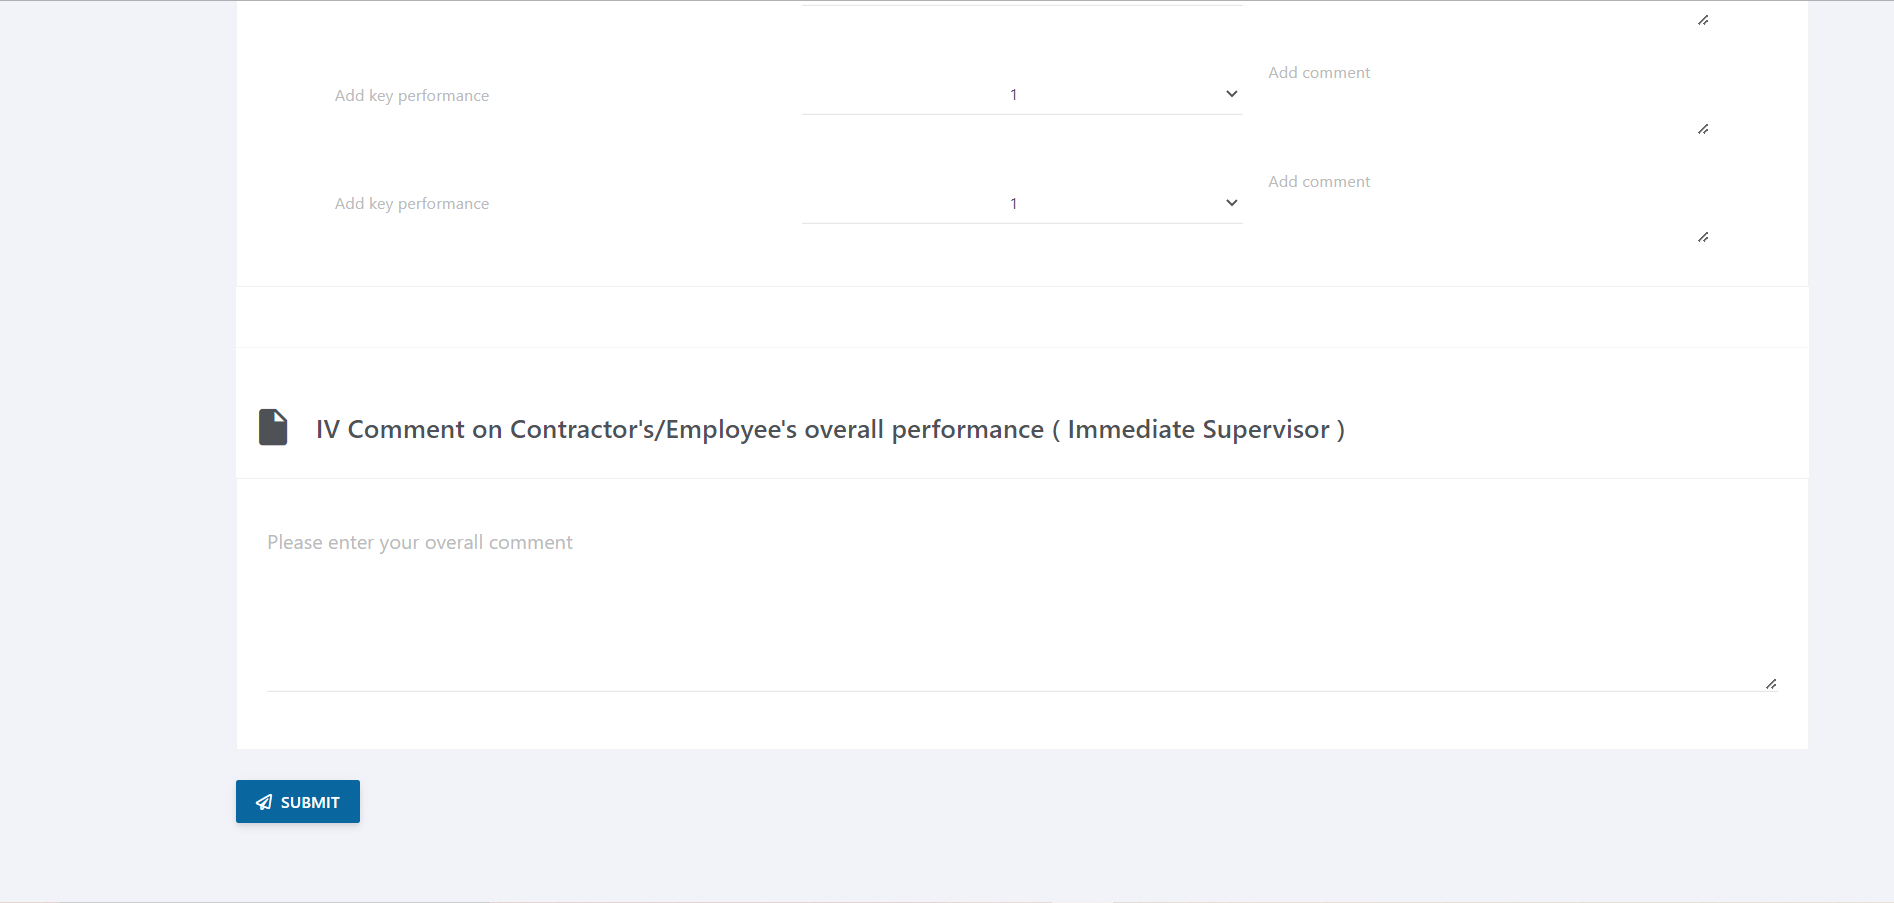 Add comment
Add key performance 1
Add comment
Add key performance 1
IV Comment on Contractor's/Employee's overall performance ( Immediate Supervisor )
Please enter your overall comment
SUBMIT